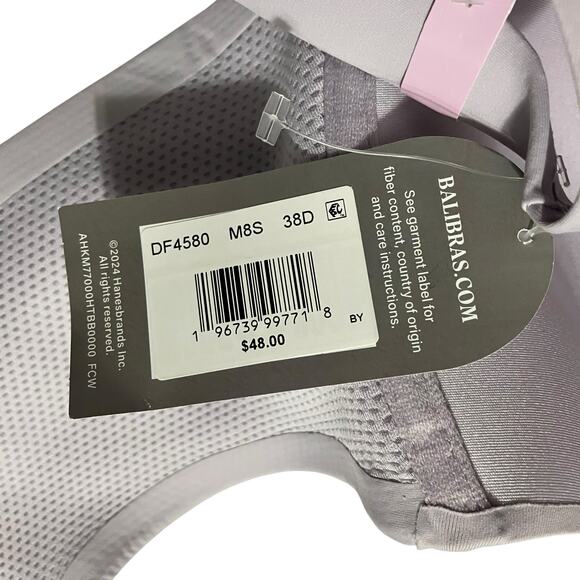 DF4580 M8S 38D
1 96739 99771 8
BY
$48.00
BALIBRAS.COM
See garment label for
fiber content, country of origin
and care instructions.
©2024 Hanesbrands Inc.
All rights reserved.
AHKM77000HTBB0000 FCW